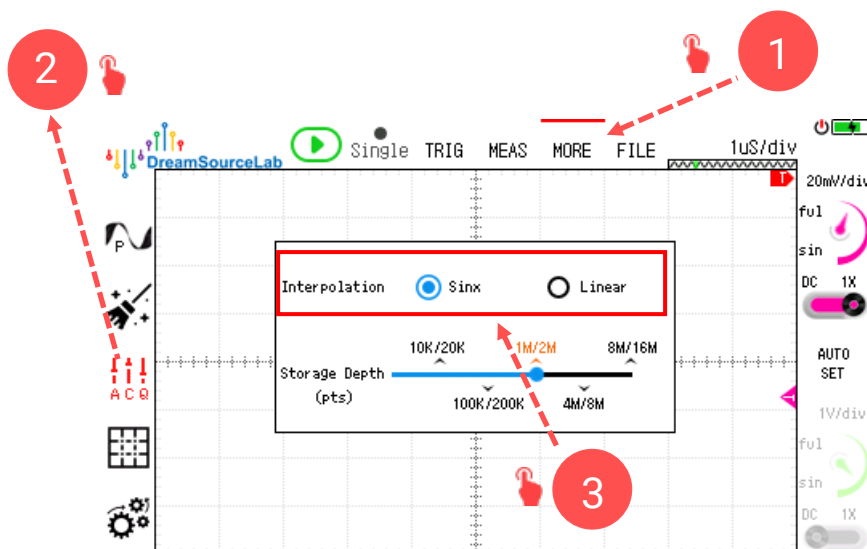 2
1
DreamSourceLab
Single TRIG MEAS MORE FILE 1uS/div
T
20mV/div
ful
sin
DC 1X
P
Interpolation Sinx Linear
10K/20K 1M/2M 8M/16M
Storage Depth
(pts)
100K/200K 4M/8M
AUTO
SET
ACQ
1V/div
ful
sin
DC 1X
3